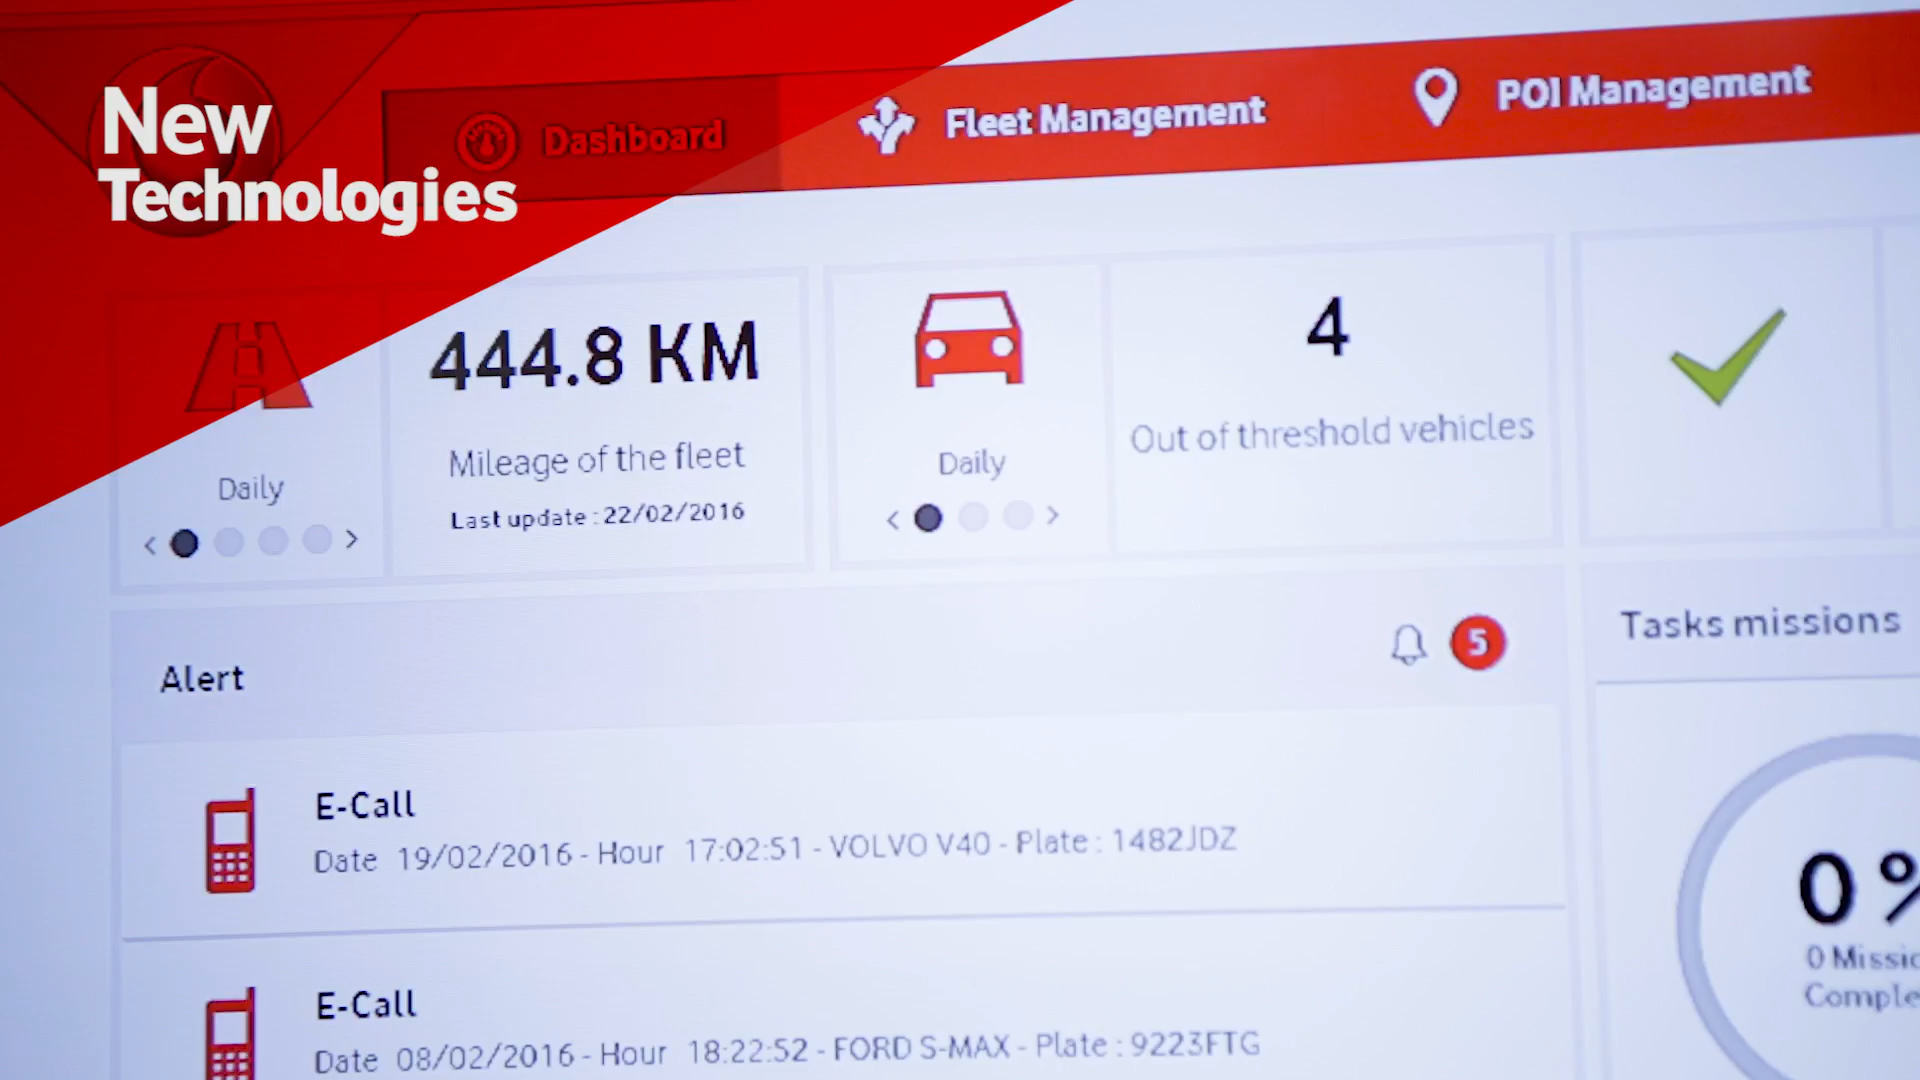 New
Technologies
Dashboard
Fleet Management
POI Management
444.8 KM
Mileage of the fleet
Last update : 22/02/2016
Daily
4
Out of threshold vehicles
Daily
Alert
5
Tasks missions
E-Call
Date 19/02/2016 - Hour 17:02:51 - VOLVO V40 - Plate : 1482JDZ
0 %
0
E-Call
Date 08/02/2016 - Hour 18:22:52 - FORD S-MAX - Plate : 9223FTG